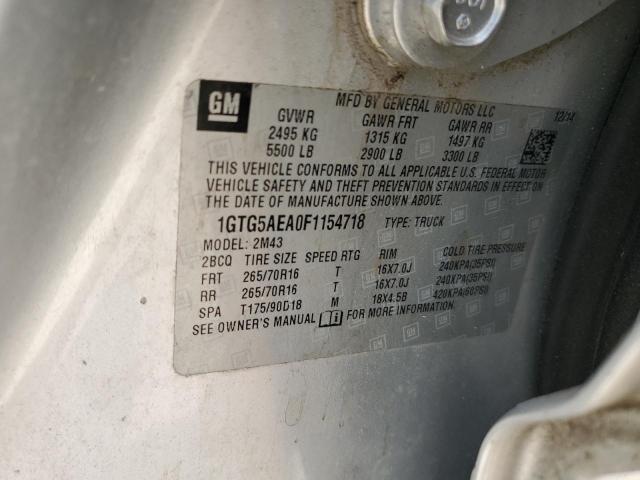 GM
MFD BY GENERAL MOTORS LLC
12/14
GVWR GAWR FRT GAWR RR
2495 KG 1315 KG 1497 KG
5500 LB 2900 LB 3300 LB
THIS VEHICLE CONFORMS TO ALL APPLICABLE U.S. FEDERAL MOTOR
VEHICLE SAFETY AND THEFT PREVENTION STANDARDS IN EFFECT ON
THE DATE OF MANUFACTURE SHOWN ABOVE.
1GTG5AEA0F1154718 TYPE: TRUCK
MODEL: 2M43
2BCQ TIRE SIZE SPEED RTG RIM COLD TIRE PRESSURE
FRT 265/70R16 T 16X7.0J 240KPA(35PSI)
RR 265/70R16 T 16X7.0J 240KPA(35PSI)
SPA T175/90D18 M 18X4.5B 420KPA(60PSI)
SEE OWNER'S MANUAL FOR MORE INFORMATION.